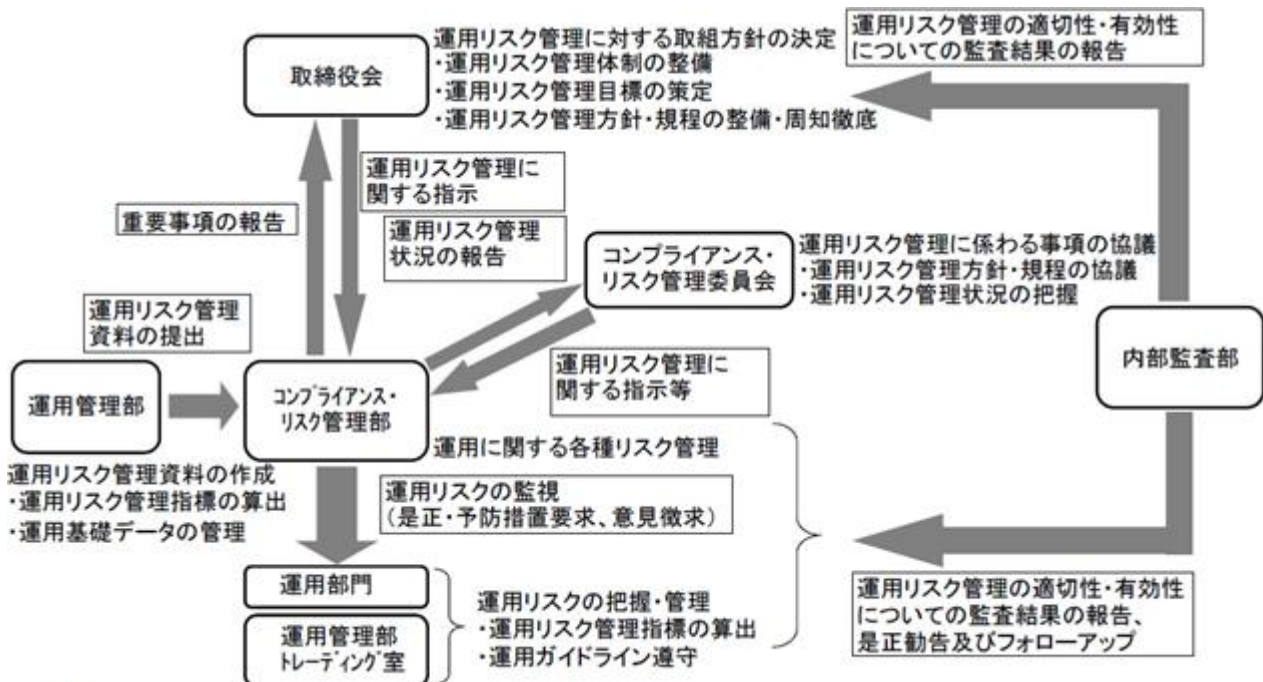 取締役会
運用リスク管理に対する取組方針の決定
・運用リスク管理体制の整備
・運用リスク管理目標の策定
・運用リスク管理方針・規程の整備・周知徹底
運用リスク管理の適切性・有効性
についての監査結果の報告
運用リスク管理に
関する指示
重要事項の報告
運用リスク管理
状況の報告
コンプライアンス・
リスク管理委員会
運用リスク管理に係わる事項の協議
・運用リスク管理方針・規程の協議
・運用リスク管理状況の把握
運用リスク管理
資料の提出
運用リスク管理に
関する指示等
内部監査部
運用管理部
コンプライアンス・
リスク管理部
運用に関する各種リスク管理
運用リスク管理資料の作成
・運用リスク管理指標の算出
・運用基礎データの管理
運用リスクの監視
（是正・予防措置要求、意見徴求）
運用部門
運用管理部
トレーディング室
運用リスクの把握・管理
・運用リスク管理指標の算出
・運用ガイドライン遵守
運用リスク管理の適切性・有効性
についての監査結果の報告、
是正勧告及びフォローアップ